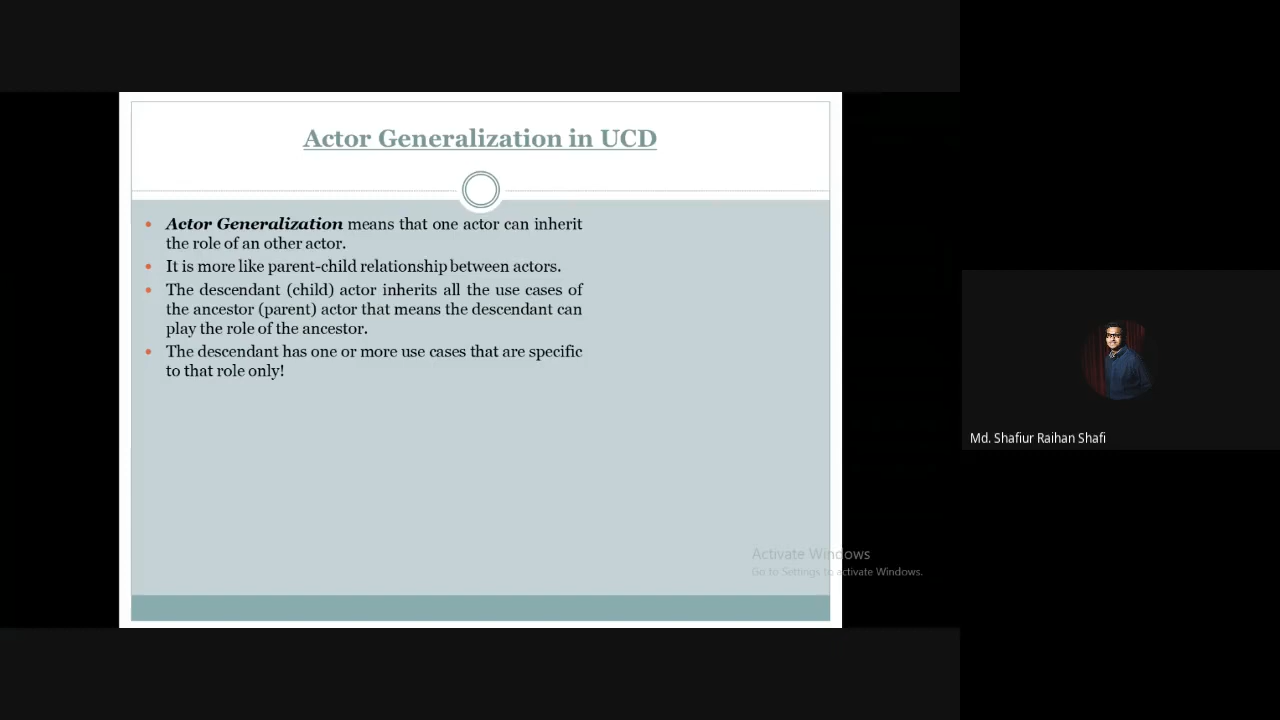 Actor Generalization in UCD
• Actor Generalization means that one actor can inherit
the role of an other actor.
• It is more like parent-child relationship between actors.
• The descendant (child) actor inherits all the use cases of
the ancestor (parent) actor that means the descendant can
play the role of the ancestor.
• The descendant has one or more use cases that are specific
to that role only!
Activate Windows
Go to Settings to activate Windows.
Md. Shafiur Raihan Shafi